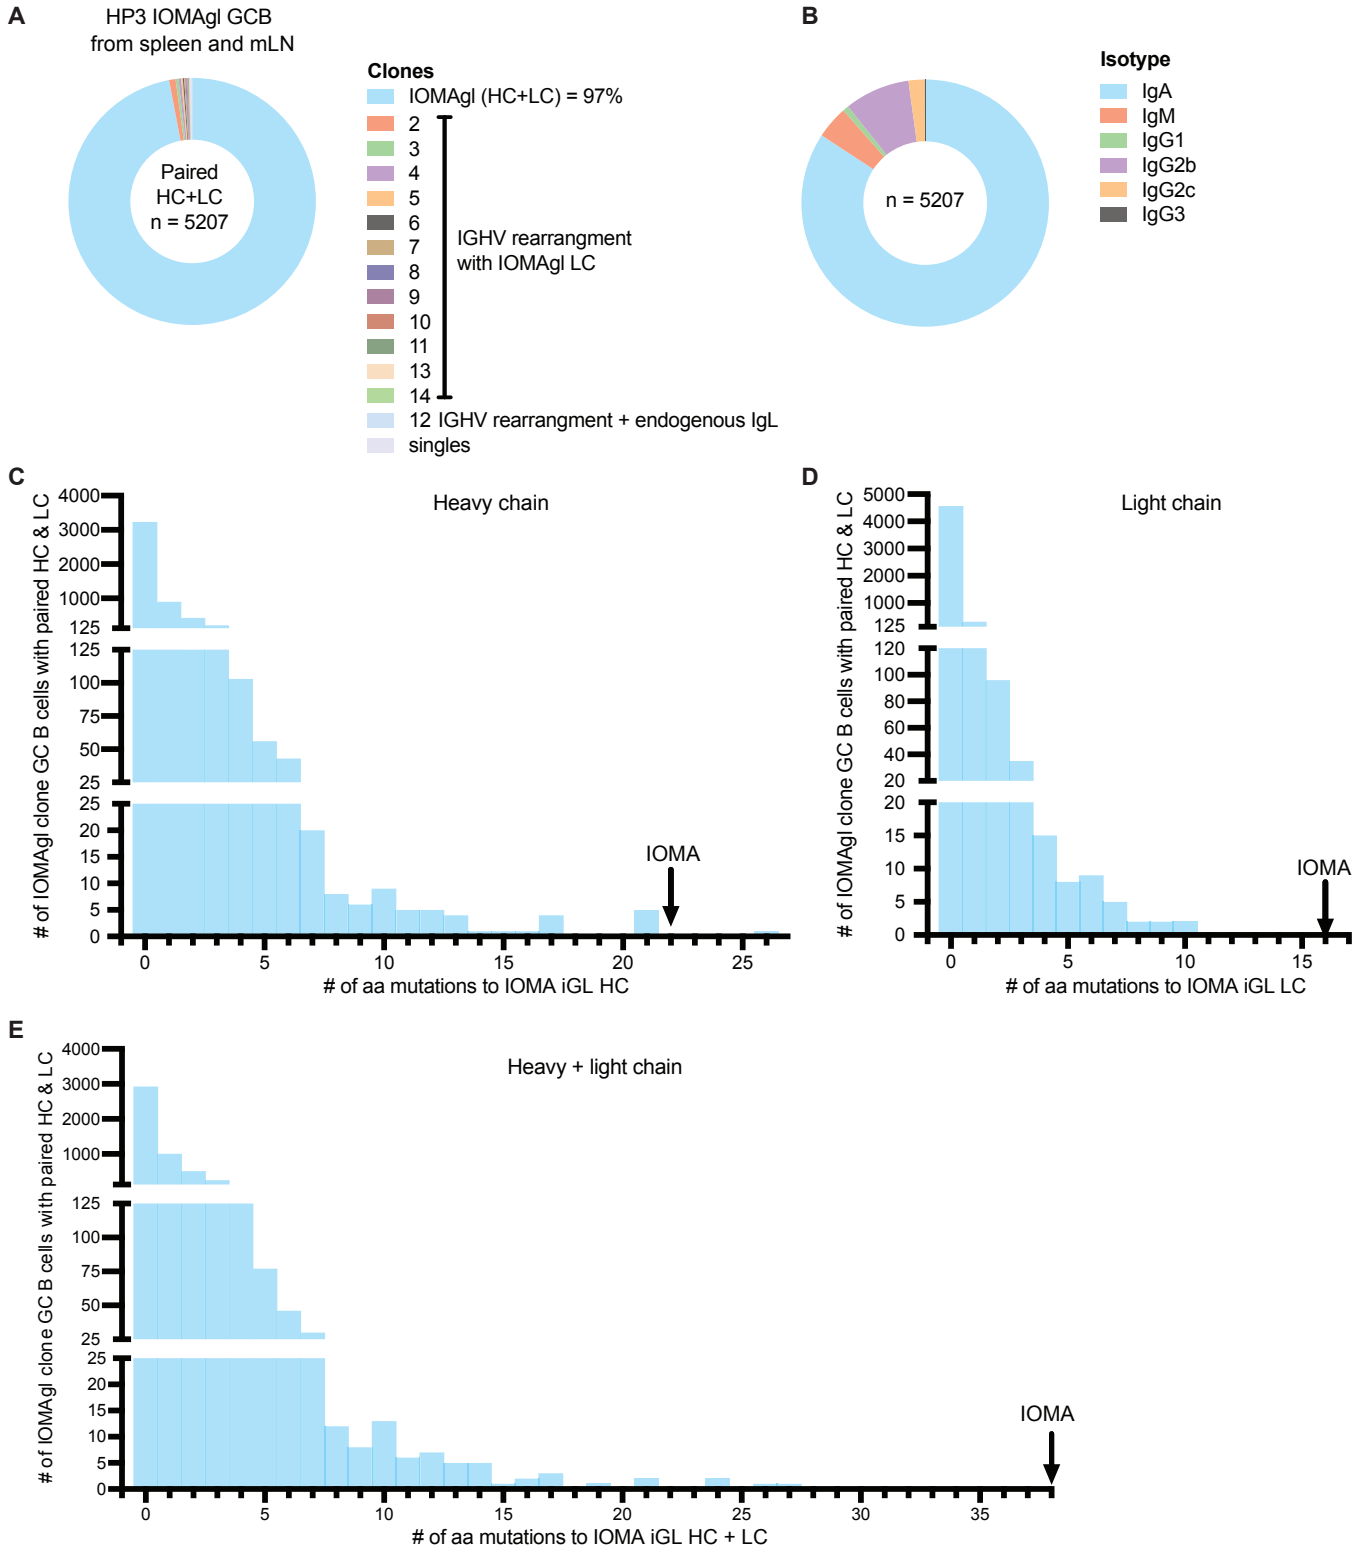 A
HP3 IOMAgl GCB
from spleen and mLN
Paired
HC+LC
n = 5207
Clones
IOMAgl (HC+LC) = 97%
2
3
4
5
6
7
8
9
10
11
13
14
IGHV rearrangment
with IOMAgl LC
12 IGHV rearrangment + endogenous IgL
singles
B
n = 5207
Isotype
IgA
IgM
IgG1
IgG2b
IgG2c
IgG3
C
Heavy chain
# of IOMAgl clone GC B cells with paired HC & LC
4000
3000
2000
1000
125
125
100
75
50
25
25
20
15
10
5
0
IOMA
0 5 10 15 20 25
# of aa mutations to IOMA iGL HC
D
Light chain
# of IOMAgl clone GC B cells with paired HC & LC
5000
4000
3000
2000
1000
125
120
100
80
60
40
20
20
15
10
5
0
IOMA
0 5 10 15
# of aa mutations to IOMA iGL LC
E
Heavy + light chain
# of IOMAgl clone GC B cells with paired HC & LC
4000
3000
2000
1000
125
100
75
50
25
25
20
15
10
5
0
IOMA
0 5 10 15 20 25 30 35
# of aa mutations to IOMA iGL HC + LC